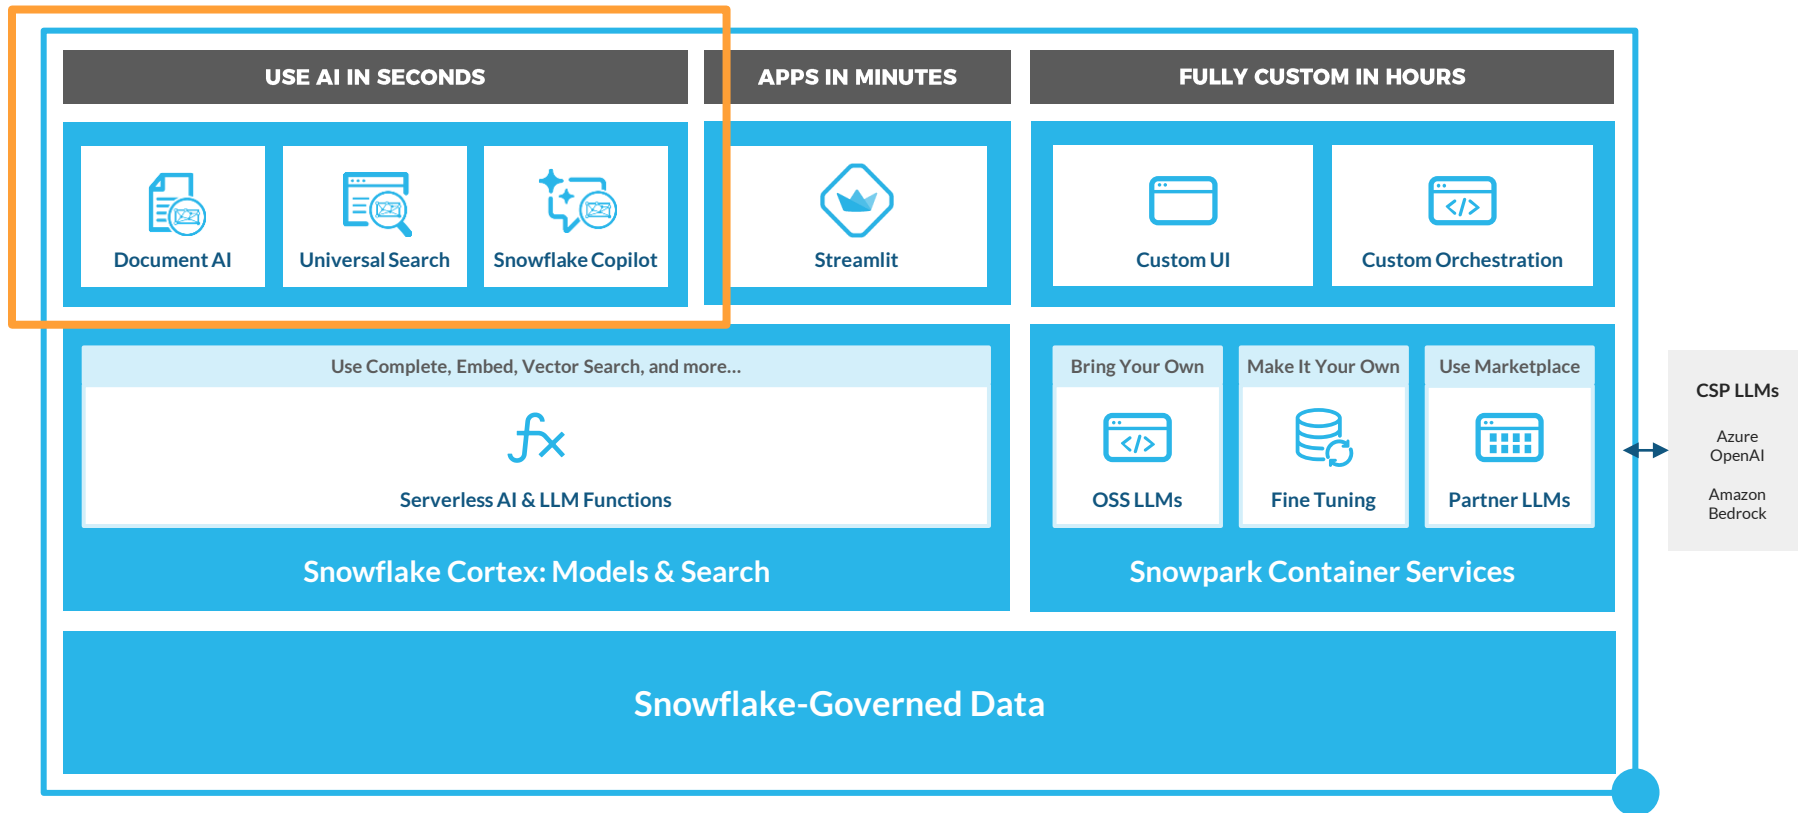 USE AI IN SECONDS
APPS IN MINUTES
FULLY CUSTOM IN HOURS
Document AI
Universal Search
Snowflake Copilot
Streamlit
Custom UI
Custom Orchestration
Use Complete, Embed, Vector Search, and more...
Serverless AI & LLM Functions
Snowflake Cortex: Models & Search
Bring Your Own
Make It Your Own
Use Marketplace
OSS LLMs
Fine Tuning
Partner LLMs
Snowpark Container Services
CSP LLMs
Azure
OpenAI
Amazon
Bedrock
Snowflake-Governed Data